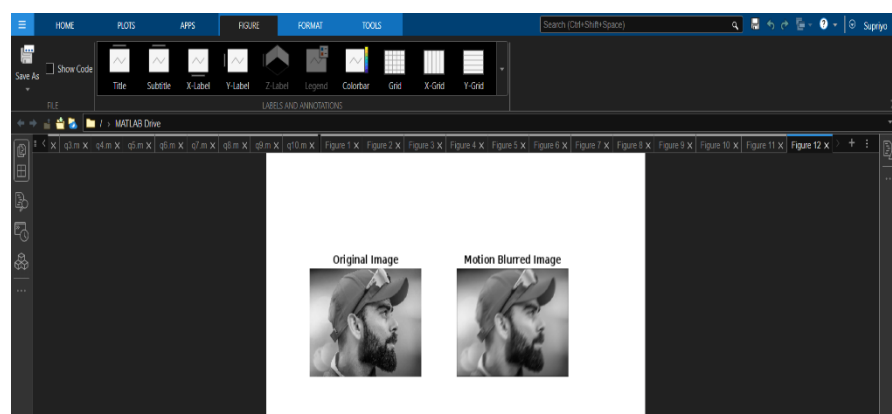 HOME PLOTS APPS FIGURE FORMAT TOOLS Search (Ctrl+Shift+Space) Supriyo
Save As Show Code Title Subtitle X-Label Y-Label Z-Label Legend Colorbar Grid X-Grid Y-Grid
FILE LABELS AND ANNOTATIONS
/ › MATLAB Drive
X q3.m X q4.m X q5.m X q6.m X q7.m X q8.m X q9.m X q10.m X Figure 1 X Figure 2 X Figure 3 X Figure 4 X Figure 5 X Figure 6 X Figure 7 X Figure 8 X Figure 9 X Figure 10 X Figure 11 X Figure 12 X
Original Image Motion Blurred Image